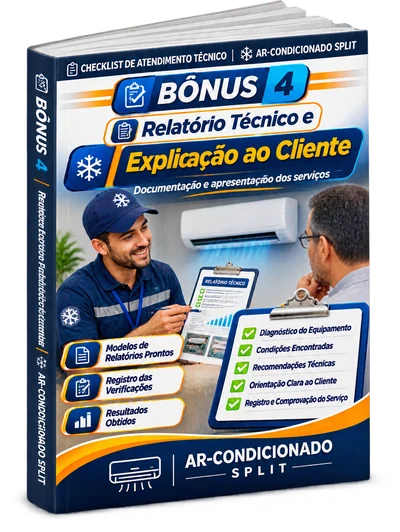 CHECKLIST DE ATENDIMENTO TÉCNICO | AR-CONDICIONADO SPLIT
BÔNUS 4
Relatório Técnico e
Explicação ao Cliente
Documentação e apresentação dos serviços
RELATÓRIO TÉCNICO
Modelos de
Relatórios Prontos
Registro das
Verificações
Resultados
Obtidos
Diagnóstico do Equipamento
Condições Encontradas
Recomendações Técnicas
Orientação Clara ao Cliente
Registro e Comprovação do Serviço
AR-CONDICIONADO
SPLIT
BÔNUS 4
AR-CONDICIONADO SPLIT